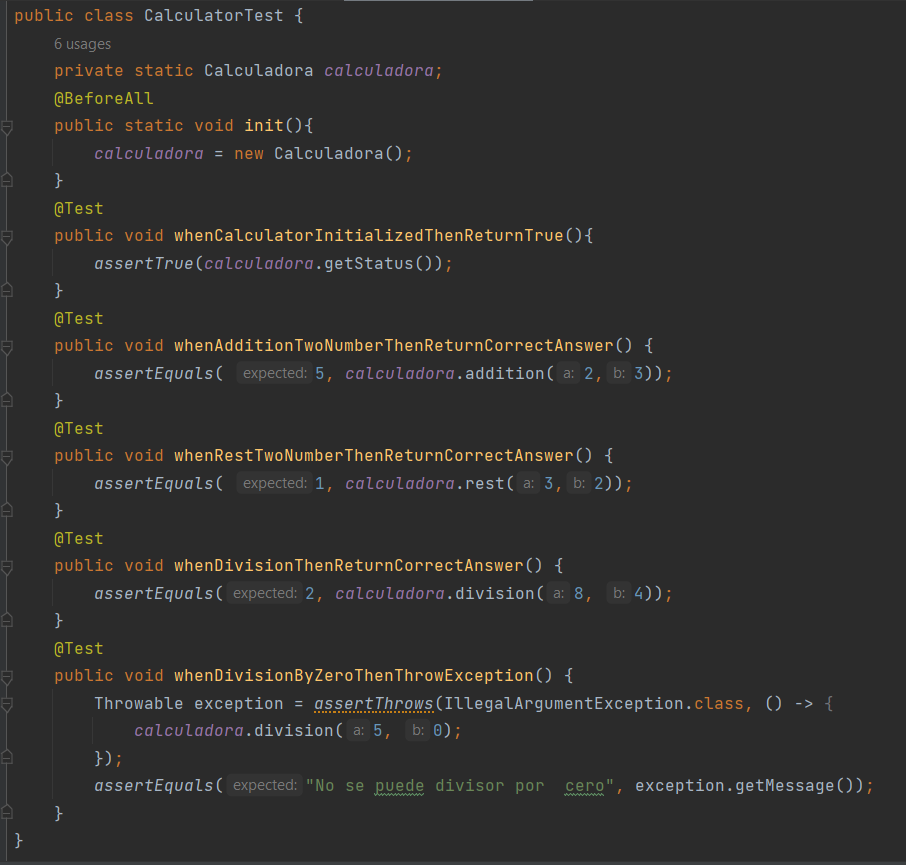 public class CalculatorTest {
6 usages
private static Calculadora calculadora;
@BeforeAll
public static void init(){
calculadora = new Calculadora();
}
@Test
public void whenCalculatorInitializedThenReturnTrue(){
assertTrue(calculadora.getStatus());
}
@Test
public void whenAdditionTwoNumberThenReturnCorrectAnswer() {
assertEquals( expected: 5, calculadora.addition( a: 2, b: 3));
}
@Test
public void whenRestTwoNumberThenReturnCorrectAnswer() {
assertEquals( expected: 1, calculadora.rest( a: 3, b: 2));
}
@Test
public void whenDivisionThenReturnCorrectAnswer() {
assertEquals( expected: 2, calculadora.division( a: 8, b: 4));
}
@Test
public void whenDivisionByZeroThenThrowException() {
Throwable exception = assertThrows(IllegalArgumentException.class, () -> {
calculadora.division( a: 5, b: 0);
});
assertEquals( expected: "No se puede divisor por  cero", exception.getMessage());
}
}